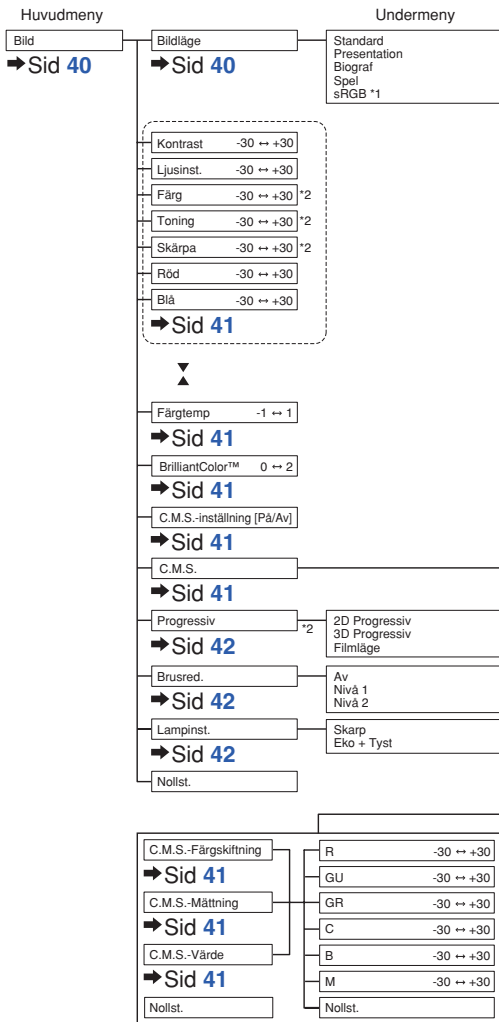 Huvudmeny
Undermeny
Bild
➔Sid 40
Bildläge
➔Sid 40
Standard
Presentation
Biograf
Spel
sRGB *1
Kontrast -30 ↔ +30
Ljusinst. -30 ↔ +30
Färg -30 ↔ +30 *2
Toning -30 ↔ +30 *2
Skärpa -30 ↔ +30 *2
Röd -30 ↔ +30
Blå -30 ↔ +30
➔Sid 41
Färgtemp -1 ↔ 1
➔Sid 41
BrilliantColor™ 0 ↔ 2
➔Sid 41
C.M.S.-inställning [På/Av]
➔Sid 41
C.M.S.
➔Sid 41
Progressiv *2
➔Sid 42
2D Progressiv
3D Progressiv
Filmläge
Brusred.
➔Sid 42
Av
Nivå 1
Nivå 2
Lampinst.
➔Sid 42
Skarp
Eko + Tyst
Nollst.
C.M.S.-Färgskiftning
➔Sid 41
C.M.S.-Mättning
➔Sid 41
C.M.S.-Värde
➔Sid 41
Nollst.
R -30 ↔ +30
GU -30 ↔ +30
GR -30 ↔ +30
C -30 ↔ +30
B -30 ↔ +30
M -30 ↔ +30
Nollst.